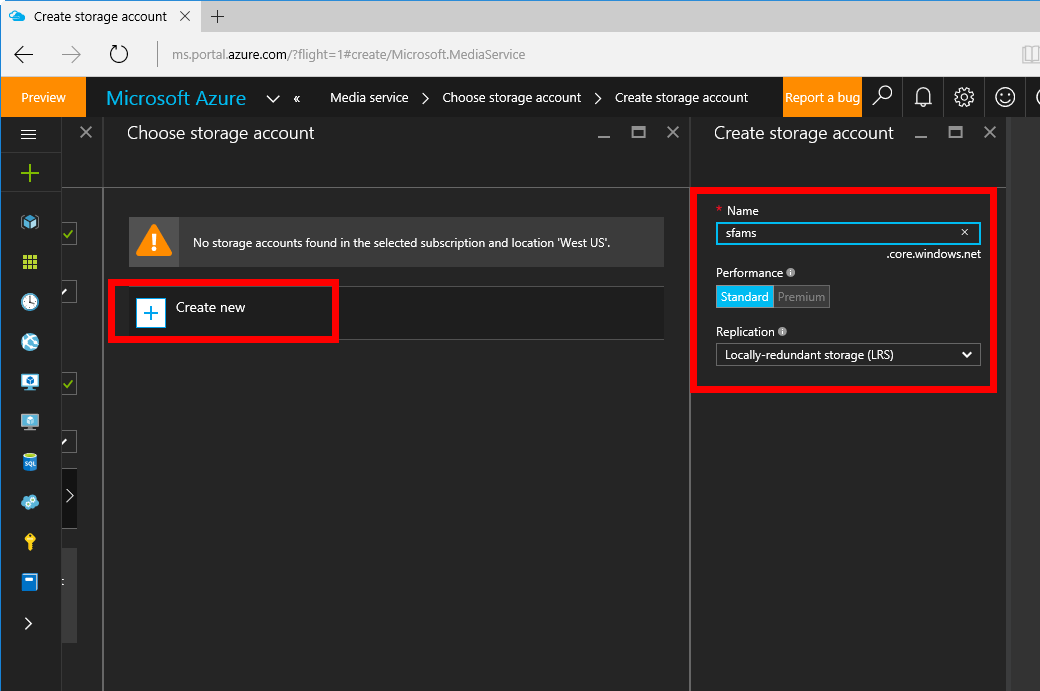 Create storage account
ms.portal.azure.com/?flight=1#create/Microsoft.MediaService
Preview
Microsoft Azure
«
Media service > Choose storage account > Create storage account
Report a bug
Choose storage account
Create storage account
No storage accounts found in the selected subscription and location 'West US'.
Create new
* Name
sfams
.core.windows.net
Performance
Standard
Premium
Replication
Locally-redundant storage (LRS)
SQL